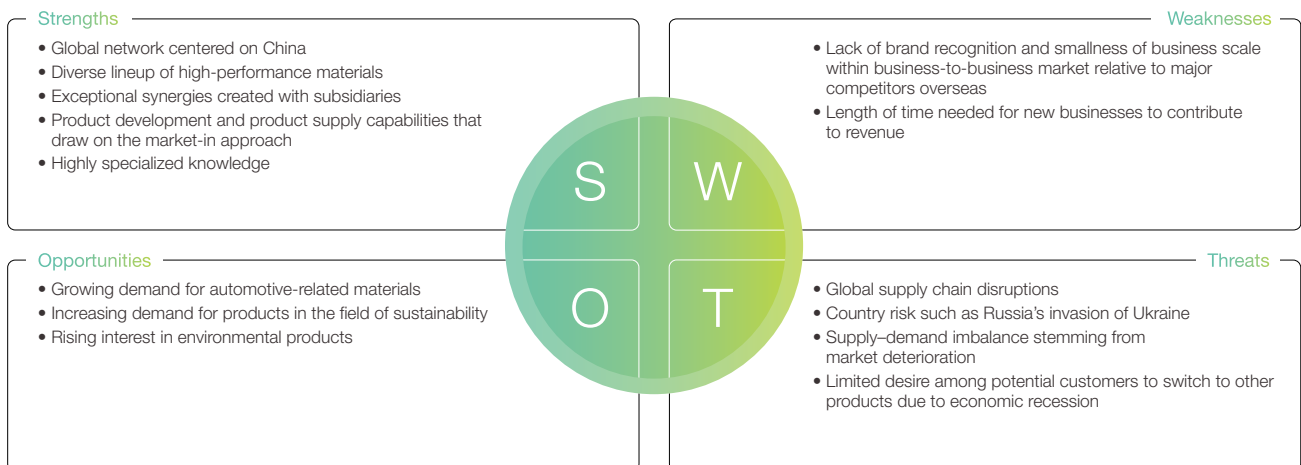 Strengths
• Global network centered on China
• Diverse lineup of high-performance materials
• Exceptional synergies created with subsidiaries
• Product development and product supply capabilities that
draw on the market-in approach
• Highly specialized knowledge
Weaknesses
• Lack of brand recognition and smallness of business scale
within business-to-business market relative to major
competitors overseas
• Length of time needed for new businesses to contribute
to revenue
S
W
Opportunities
• Growing demand for automotive-related materials
• Increasing demand for products in the field of sustainability
• Rising interest in environmental products
O
T
Threats
• Global supply chain disruptions
• Country risk such as Russia’s invasion of Ukraine
• Supply–demand imbalance stemming from
market deterioration
• Limited desire among potential customers to switch to other
products due to economic recession